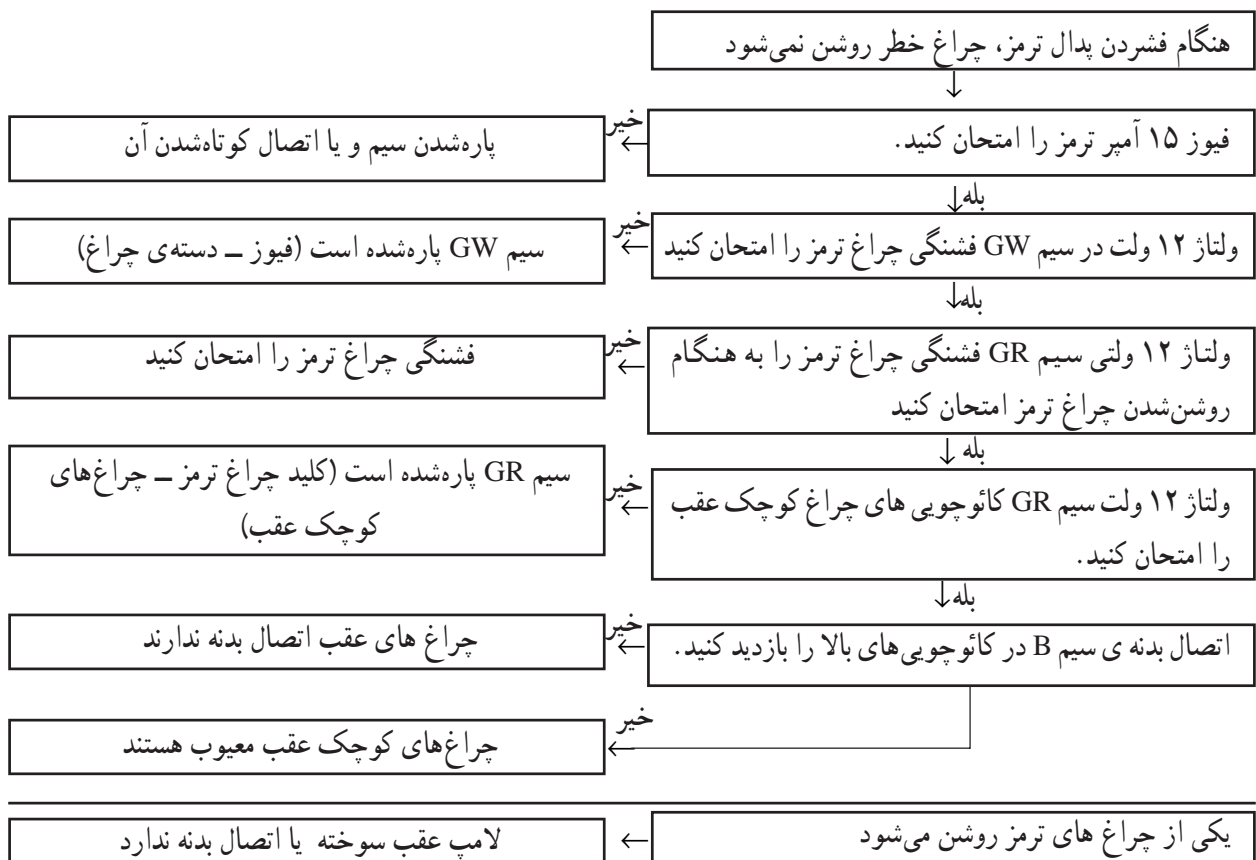 هنگام فشردن پدال ترمز، چراغ خطر روشن نمی‌شود
فیوز ۱۵ آمپر ترمز را امتحان کنید.
خیر
پاره‌شدن سیم و یا اتصال کوتاه‌شدن آن
بله
ولتاژ ۱۲ ولت در سیم GW فشنگی چراغ ترمز را امتحان کنید
خیر
سیم GW پاره‌شده است (فیوز ــ دسته‌ی چراغ)
بله
ولتاژ ۱۲ ولتی سیم GR فشنگی چراغ ترمز را به هنگام
روشن‌شدن چراغ ترمز امتحان کنید
خیر
فشنگی چراغ ترمز را امتحان کنید
بله
ولتاژ ۱۲ ولت سیم GR کائوچویی های چراغ کوچک عقب
را امتحان کنید.
خیر
سیم GR پاره‌شده است (کلید چراغ ترمز ــ چراغ‌های
کوچک عقب)
بله
اتصال بدنه ی سیم B در کائوچویی‌های بالا را بازدید کنید.
خیر
چراغ های عقب اتصال بدنه ندارند
خیر
چراغ‌های کوچک عقب معیوب هستند
یکی از چراغ های ترمز روشن می‌شود
لامپ عقب سوخته یا اتصال بدنه ندارد